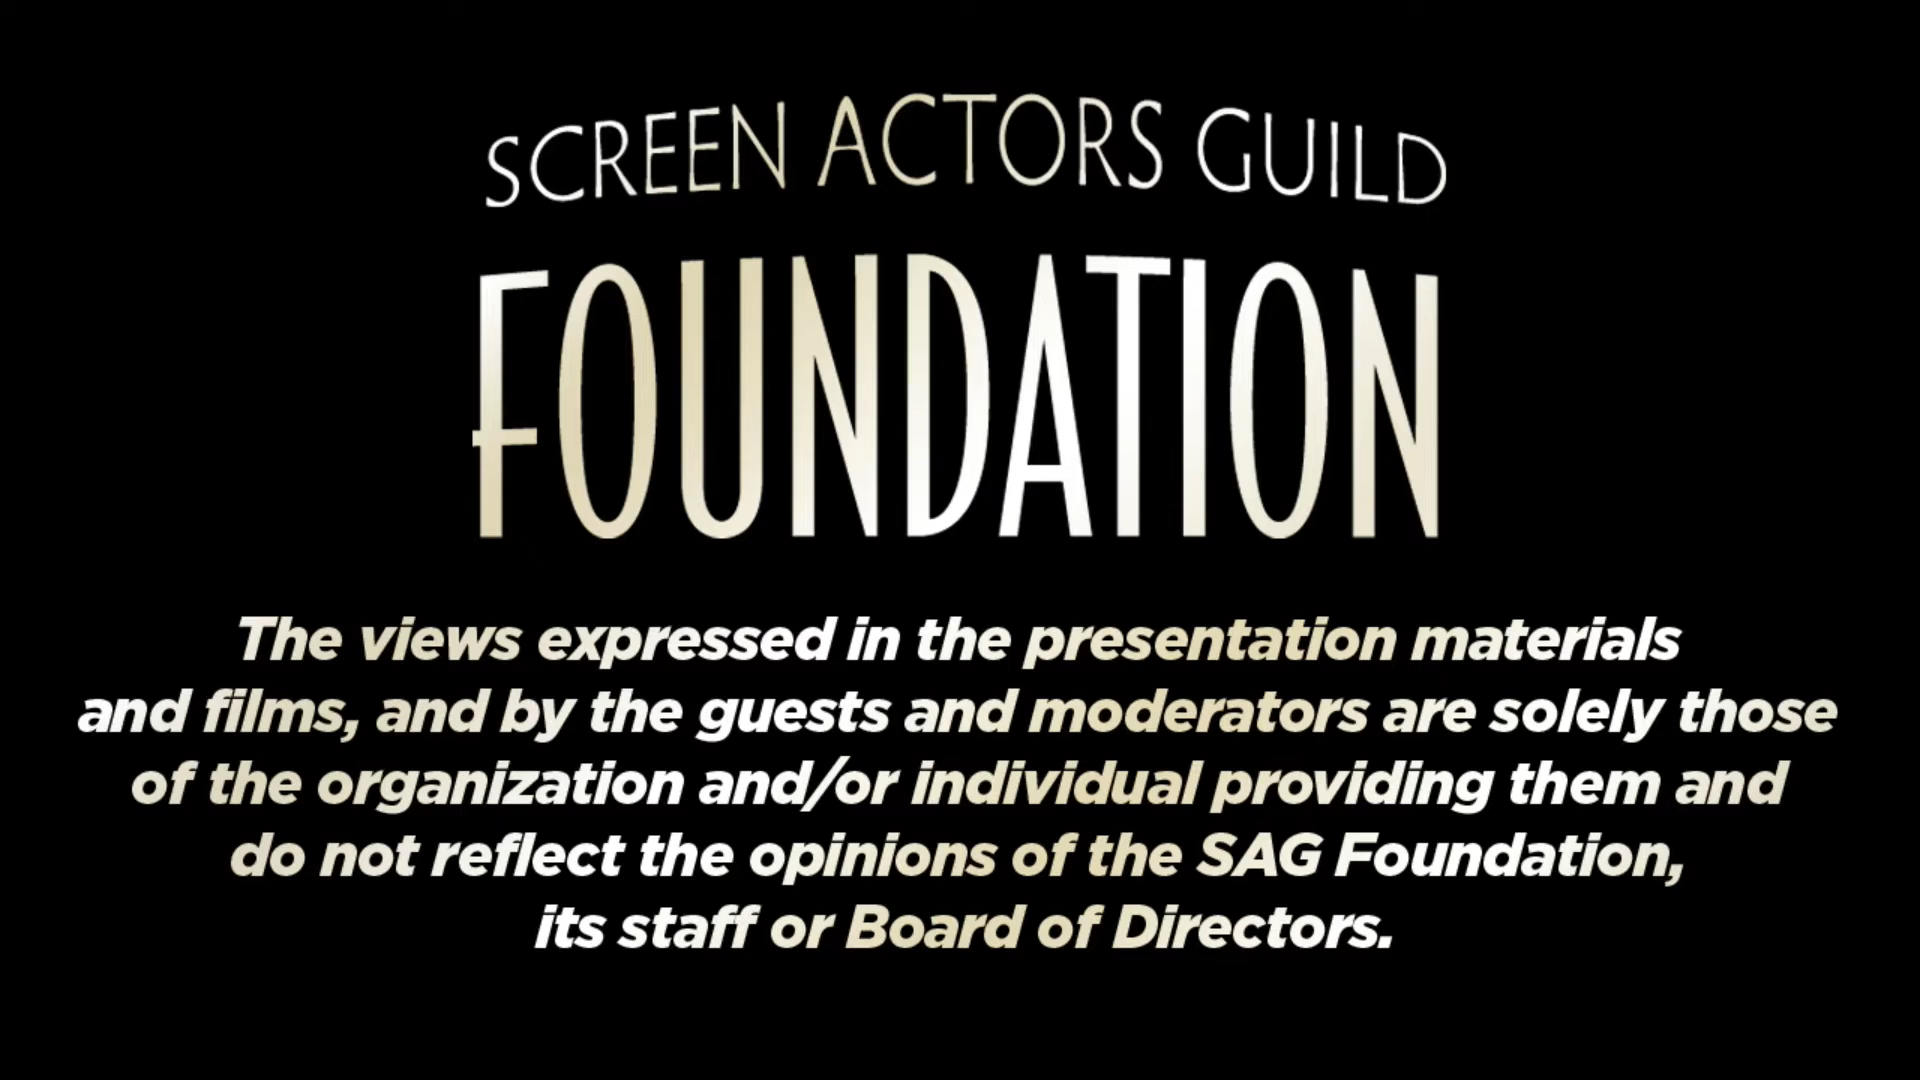 SCREEN ACTORS GUILD
FOUNDATION
The views expressed in the presentation materials
and films, and by the guests and moderators are solely those
of the organization and/or individual providing them and
do not reflect the opinions of the SAG Foundation,
its staff or Board of Directors.